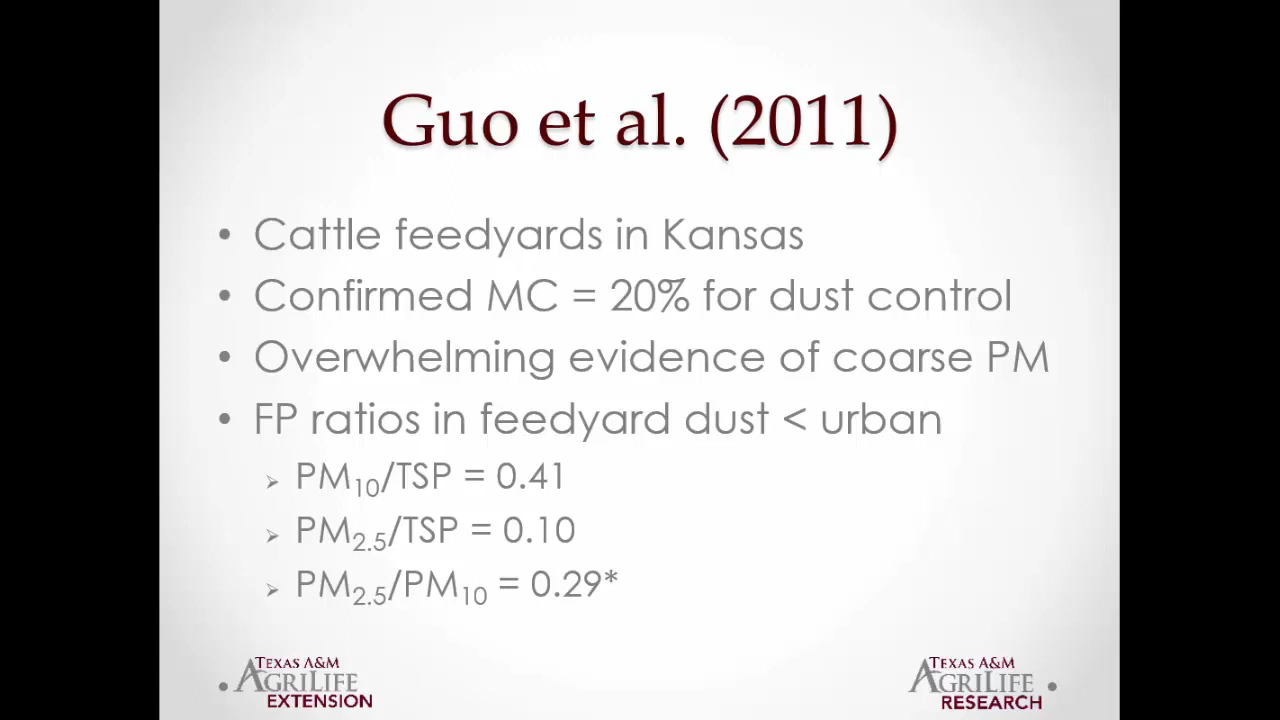 Guo et al. (2011)
• Cattle feedyards in Kansas
• Confirmed MC = 20% for dust control
• Overwhelming evidence of coarse PM
• FP ratios in feedyard dust < urban
➢ PM₁₀/TSP = 0.41
➢ PM₂.₅/TSP = 0.10
➢ PM₂.₅/PM₁₀ = 0.29*
TEXAS A&M
AGRILIFE
EXTENSION
TEXAS A&M
AGRILIFE
RESEARCH